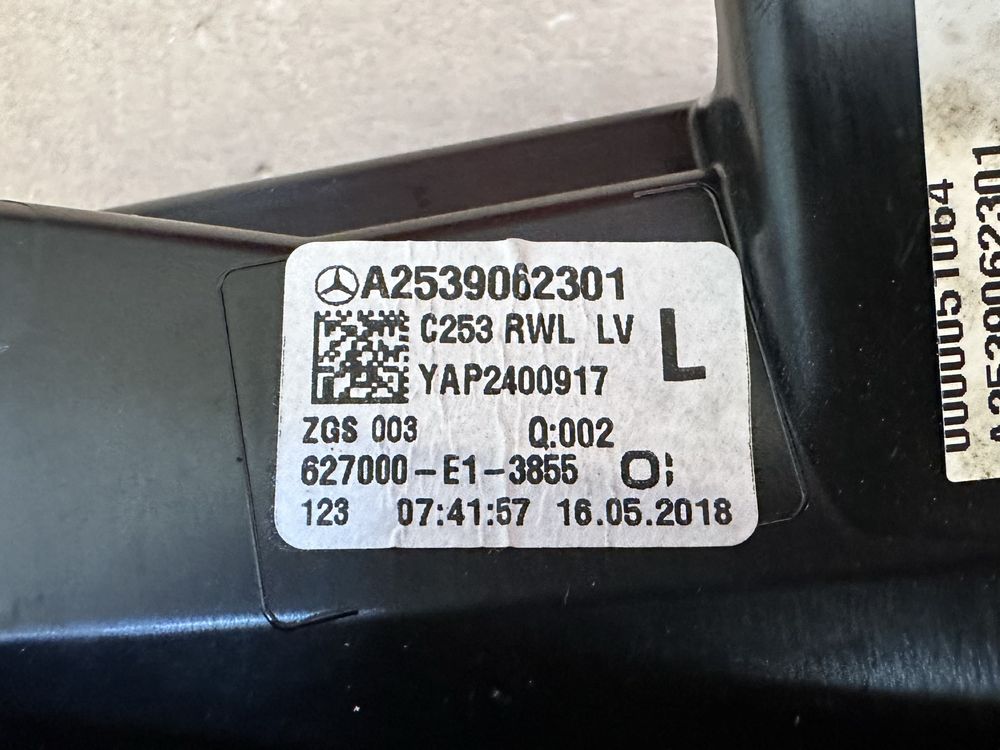 A2539062301
C253 RWL LV
L
YAP2400917
ZGS 003 Q:002
627000-E1-3855
123 07:41:57 16.05.2018
0000051064
A2539062301